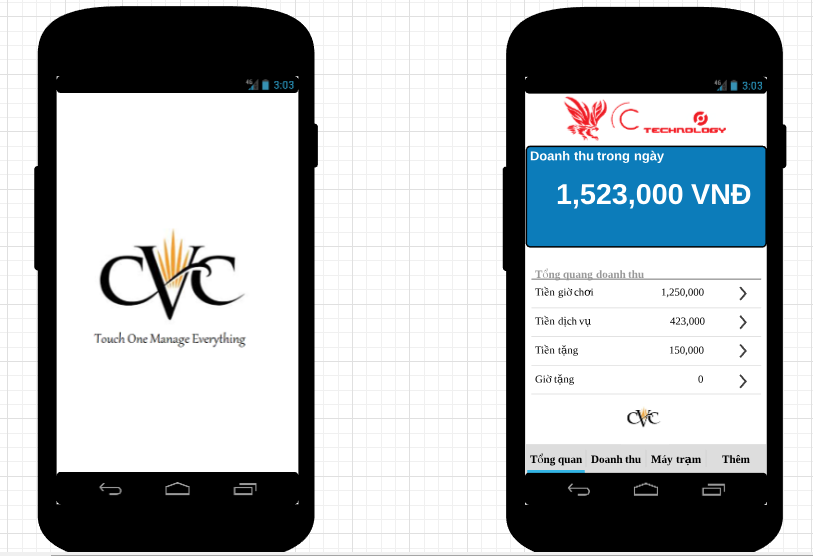 4G 3:03
CVC
Touch One Manage Everything
4G 3:03
C
TECHNOLOGY
Doanh thu trong ngày
1,523,000 VNĐ
Tổng quang doanh thu
Tiền giờ chơi 1,250,000
Tiền dịch vụ 423,000
Tiền tặng 150,000
Giờ tặng 0
CVC
Tổng quan Doanh thu Máy trạm Thêm